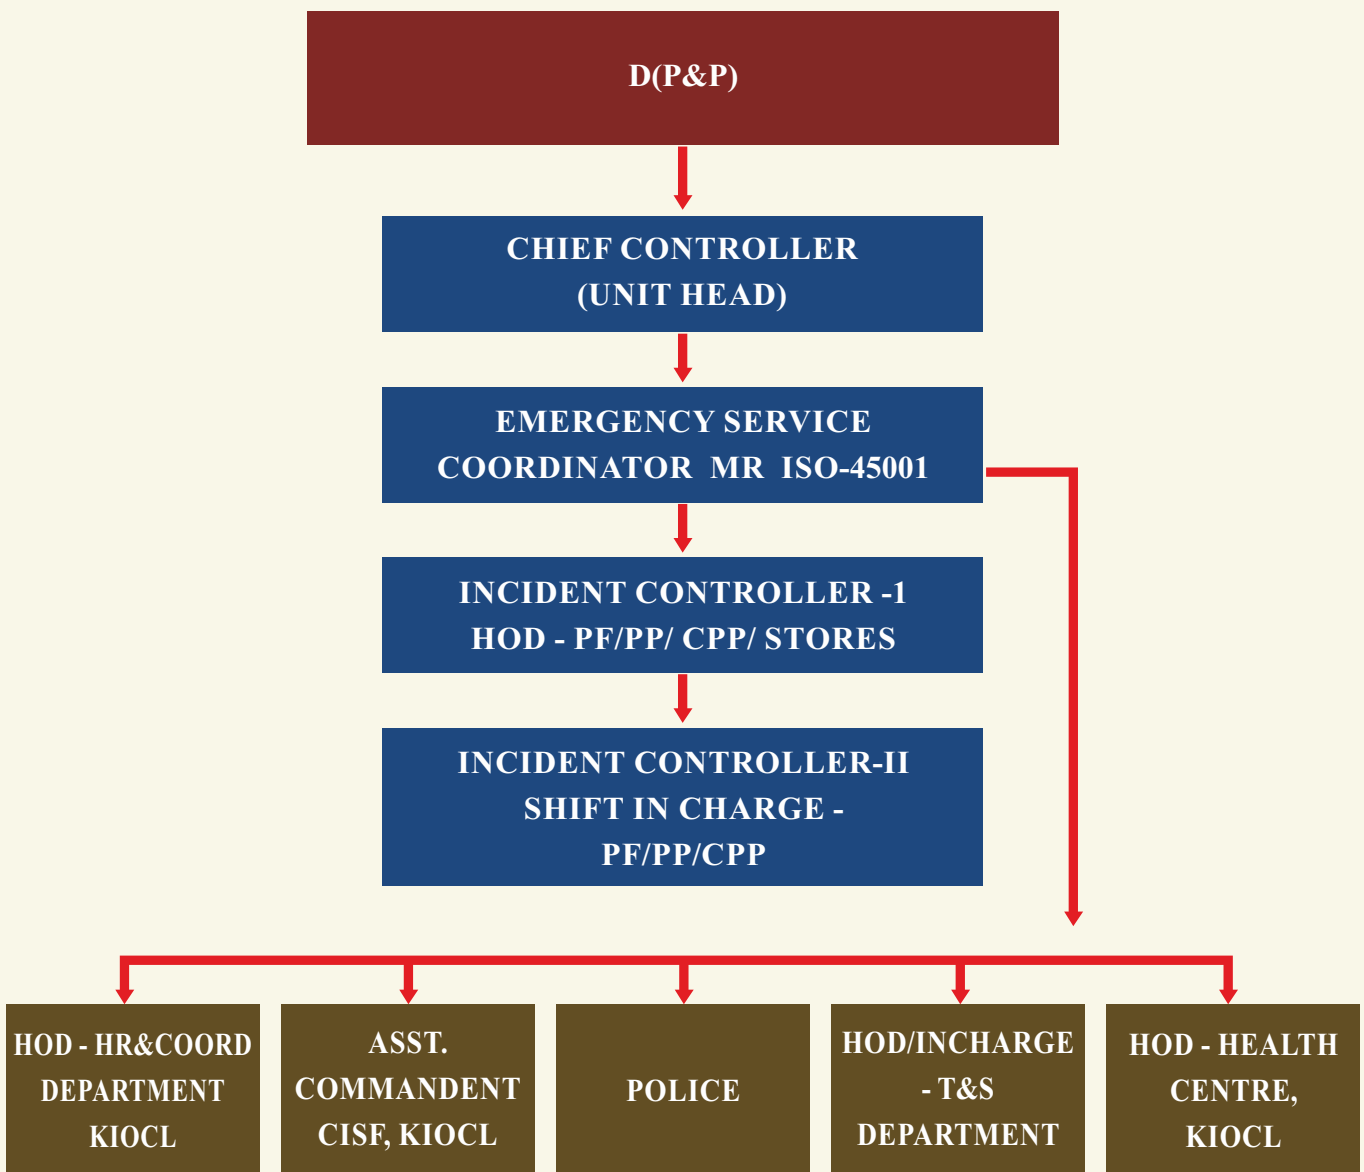 D(P&P)
CHIEF CONTROLLER
(UNIT HEAD)
EMERGENCY SERVICE
COORDINATOR MR ISO-45001
INCIDENT CONTROLLER -1
HOD - PF/PP/ CPP/ STORES
INCIDENT CONTROLLER-II
SHIFT IN CHARGE -
PF/PP/CPP
HOD - HR&COORD
DEPARTMENT
KIOCL
ASST.
COMMANDENT
CISF, KIOCL
POLICE
HOD/INCHARGE
- T&S
DEPARTMENT
HOD - HEALTH
CENTRE,
KIOCL